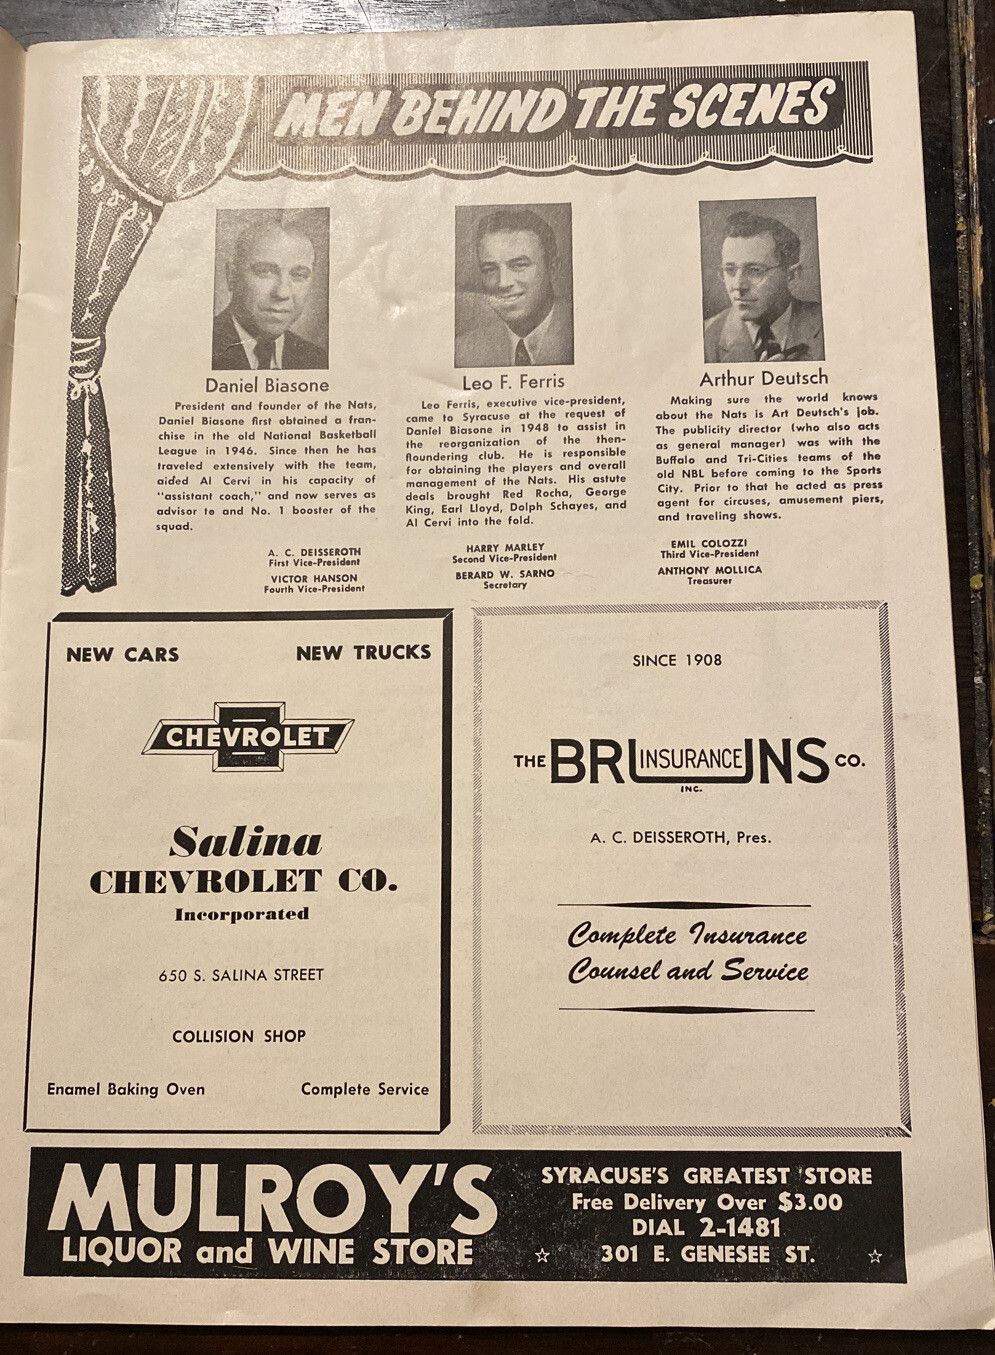 MEN BEHIND THE SCENES
Daniel Biasone
President and founder of the Nats,
Daniel Biasone first obtained a fran-
chise in the old National Basketball
League in 1946. Since then he has
traveled extensively with the team,
aided Al Cervi in his capacity of
"assistant coach," and now serves as
advisor to and No. 1 booster of the
squad.
Leo F. Ferris
Leo Ferris, executive vice-president,
came to Syracuse at the request of
Daniel Biasone in 1948 to assist in
the reorganization of the then-
floundering club. He is responsible
for obtaining the players and overall
management of the Nats. His astute
deals brought Red Rocha, George
King, Earl Lloyd, Dolph Schayes, and
Al Cervi into the fold.
Arthur Deutsch
Making sure the world knows
about the Nats is Art Deutsch's job.
The publicity director (who also acts
as general manager) was with the
Buffalo and Tri-Cities teams of the
old NBL before coming to the Sports
City. Prior to that he acted as press
agent for circuses, amusement piers,
and traveling shows.
A. C. DEISSEROTH
First Vice-President
VICTOR HANSON
Fourth Vice-President
HARRY MARLEY
Second Vice-President
BERARD W. SARNO
Secretary
EMIL COLOZZI
Third Vice-President
ANTHONY MOLLICA
Treasurer
NEW CARS NEW TRUCKS
CHEVROLET
Salina
CHEVROLET CO.
Incorporated
650 S. SALINA STREET
COLLISION SHOP
Enamel Baking Oven Complete Service
SINCE 1908
THE BRUNS INSURANCE CO.
INC.
A. C. DEISSEROTH, Pres.
Complete Insurance
Counsel and Service
MULROY'S
LIQUOR and WINE STORE
SYRACUSE'S GREATEST STORE
Free Delivery Over $3.00
DIAL 2-1481
☆ 301 E. GENESEE ST. ☆